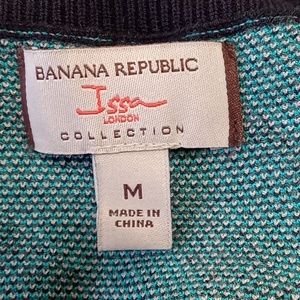 BANANA REPUBLIC
Issa
LONDON
COLLECTION
M
MADE IN
CHINA